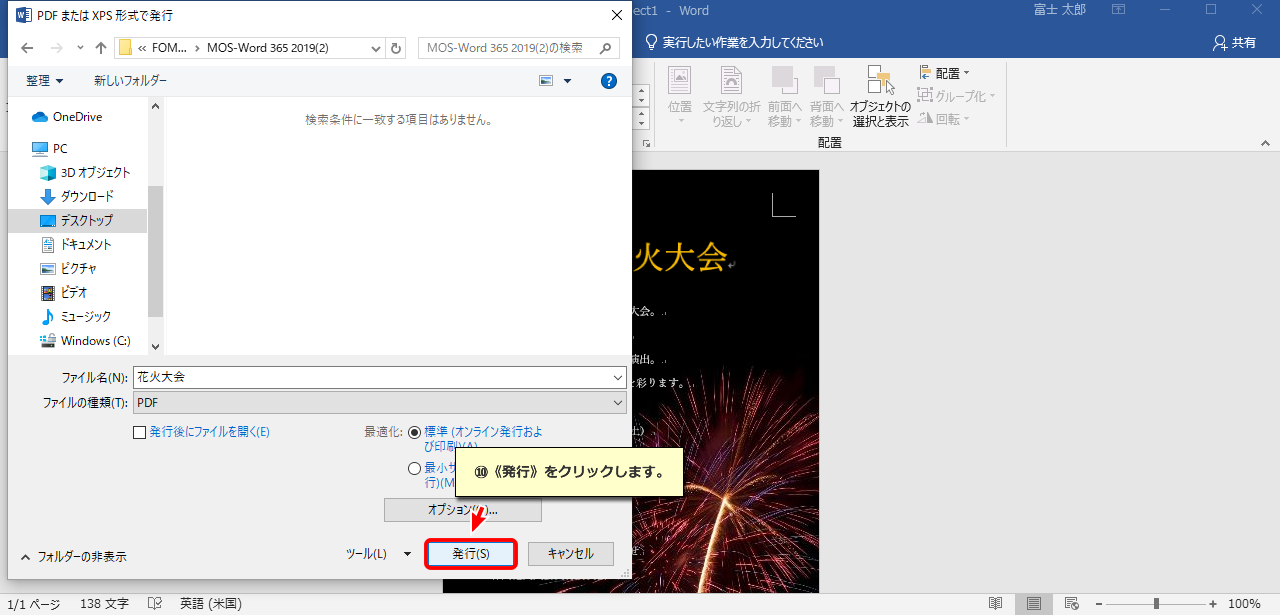 PDF または XPS 形式で発行
ect1 - Word
富士 太郎
« FOM... › MOS-Word 365 2019(2)
MOS-Word 365 2019(2)の検索
実行したい作業を入力してください
共有
整理
新しいフォルダー
OneDrive
PC
3D オブジェクト
ダウンロード
デスクトップ
ドキュメント
ピクチャ
ビデオ
ミュージック
Windows (C:)
検索条件に一致する項目はありません。
位置
文字列の折り返し
前面へ移動
背面へ移動
オブジェクトの選択と表示
配置
グループ化
回転
配置
火大会
大会。
演出。
彩ります。
ファイル名(N):
花火大会
ファイルの種類(T):
PDF
発行後にファイルを開く(E)
最適化:
標準 (オンライン発行およ
び印刷)(A)
最小サ
行)(M
⑩《発行》をクリックします。
オプション(
)...
フォルダーの非表示
ツール(L)
発行(S)
キャンセル
1/1 ページ
138 文字
英語 (米国)
100%